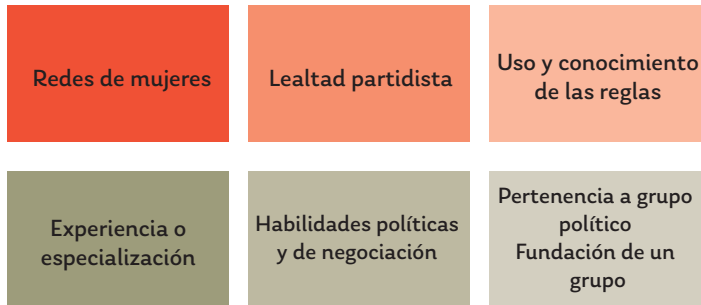 Redes de mujeres
Lealtad partidista
Uso y conocimiento
de las reglas
Experiencia o
especialización
Habilidades políticas
y de negociación
Pertenencia a grupo
político
Fundación de un
grupo